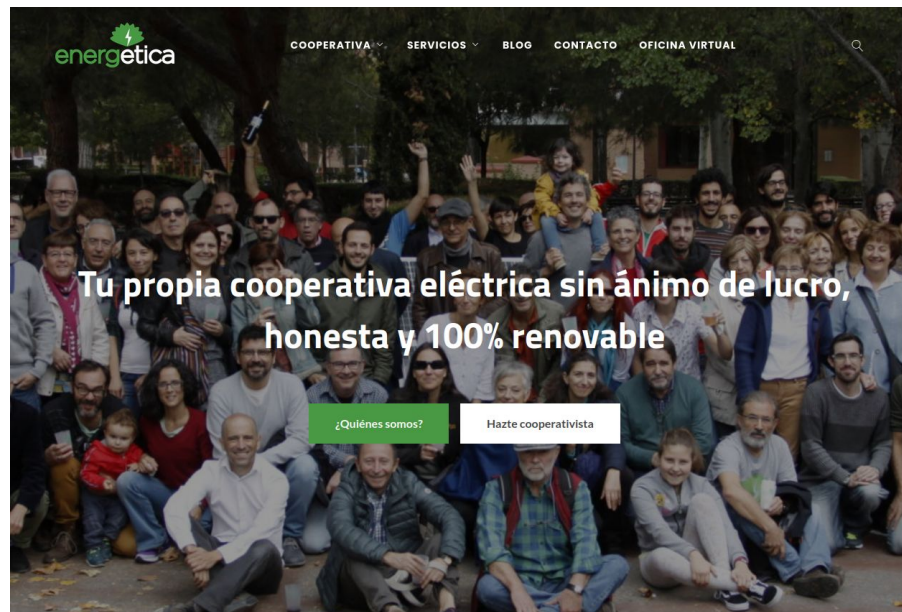 energética
COOPERATIVA SERVICIOS BLOG CONTACTO OFICINA VIRTUAL
Tu propia cooperativa eléctrica sin ánimo de lucro,
honesta y 100% renovable
¿Quiénes somos? Hazte cooperativista